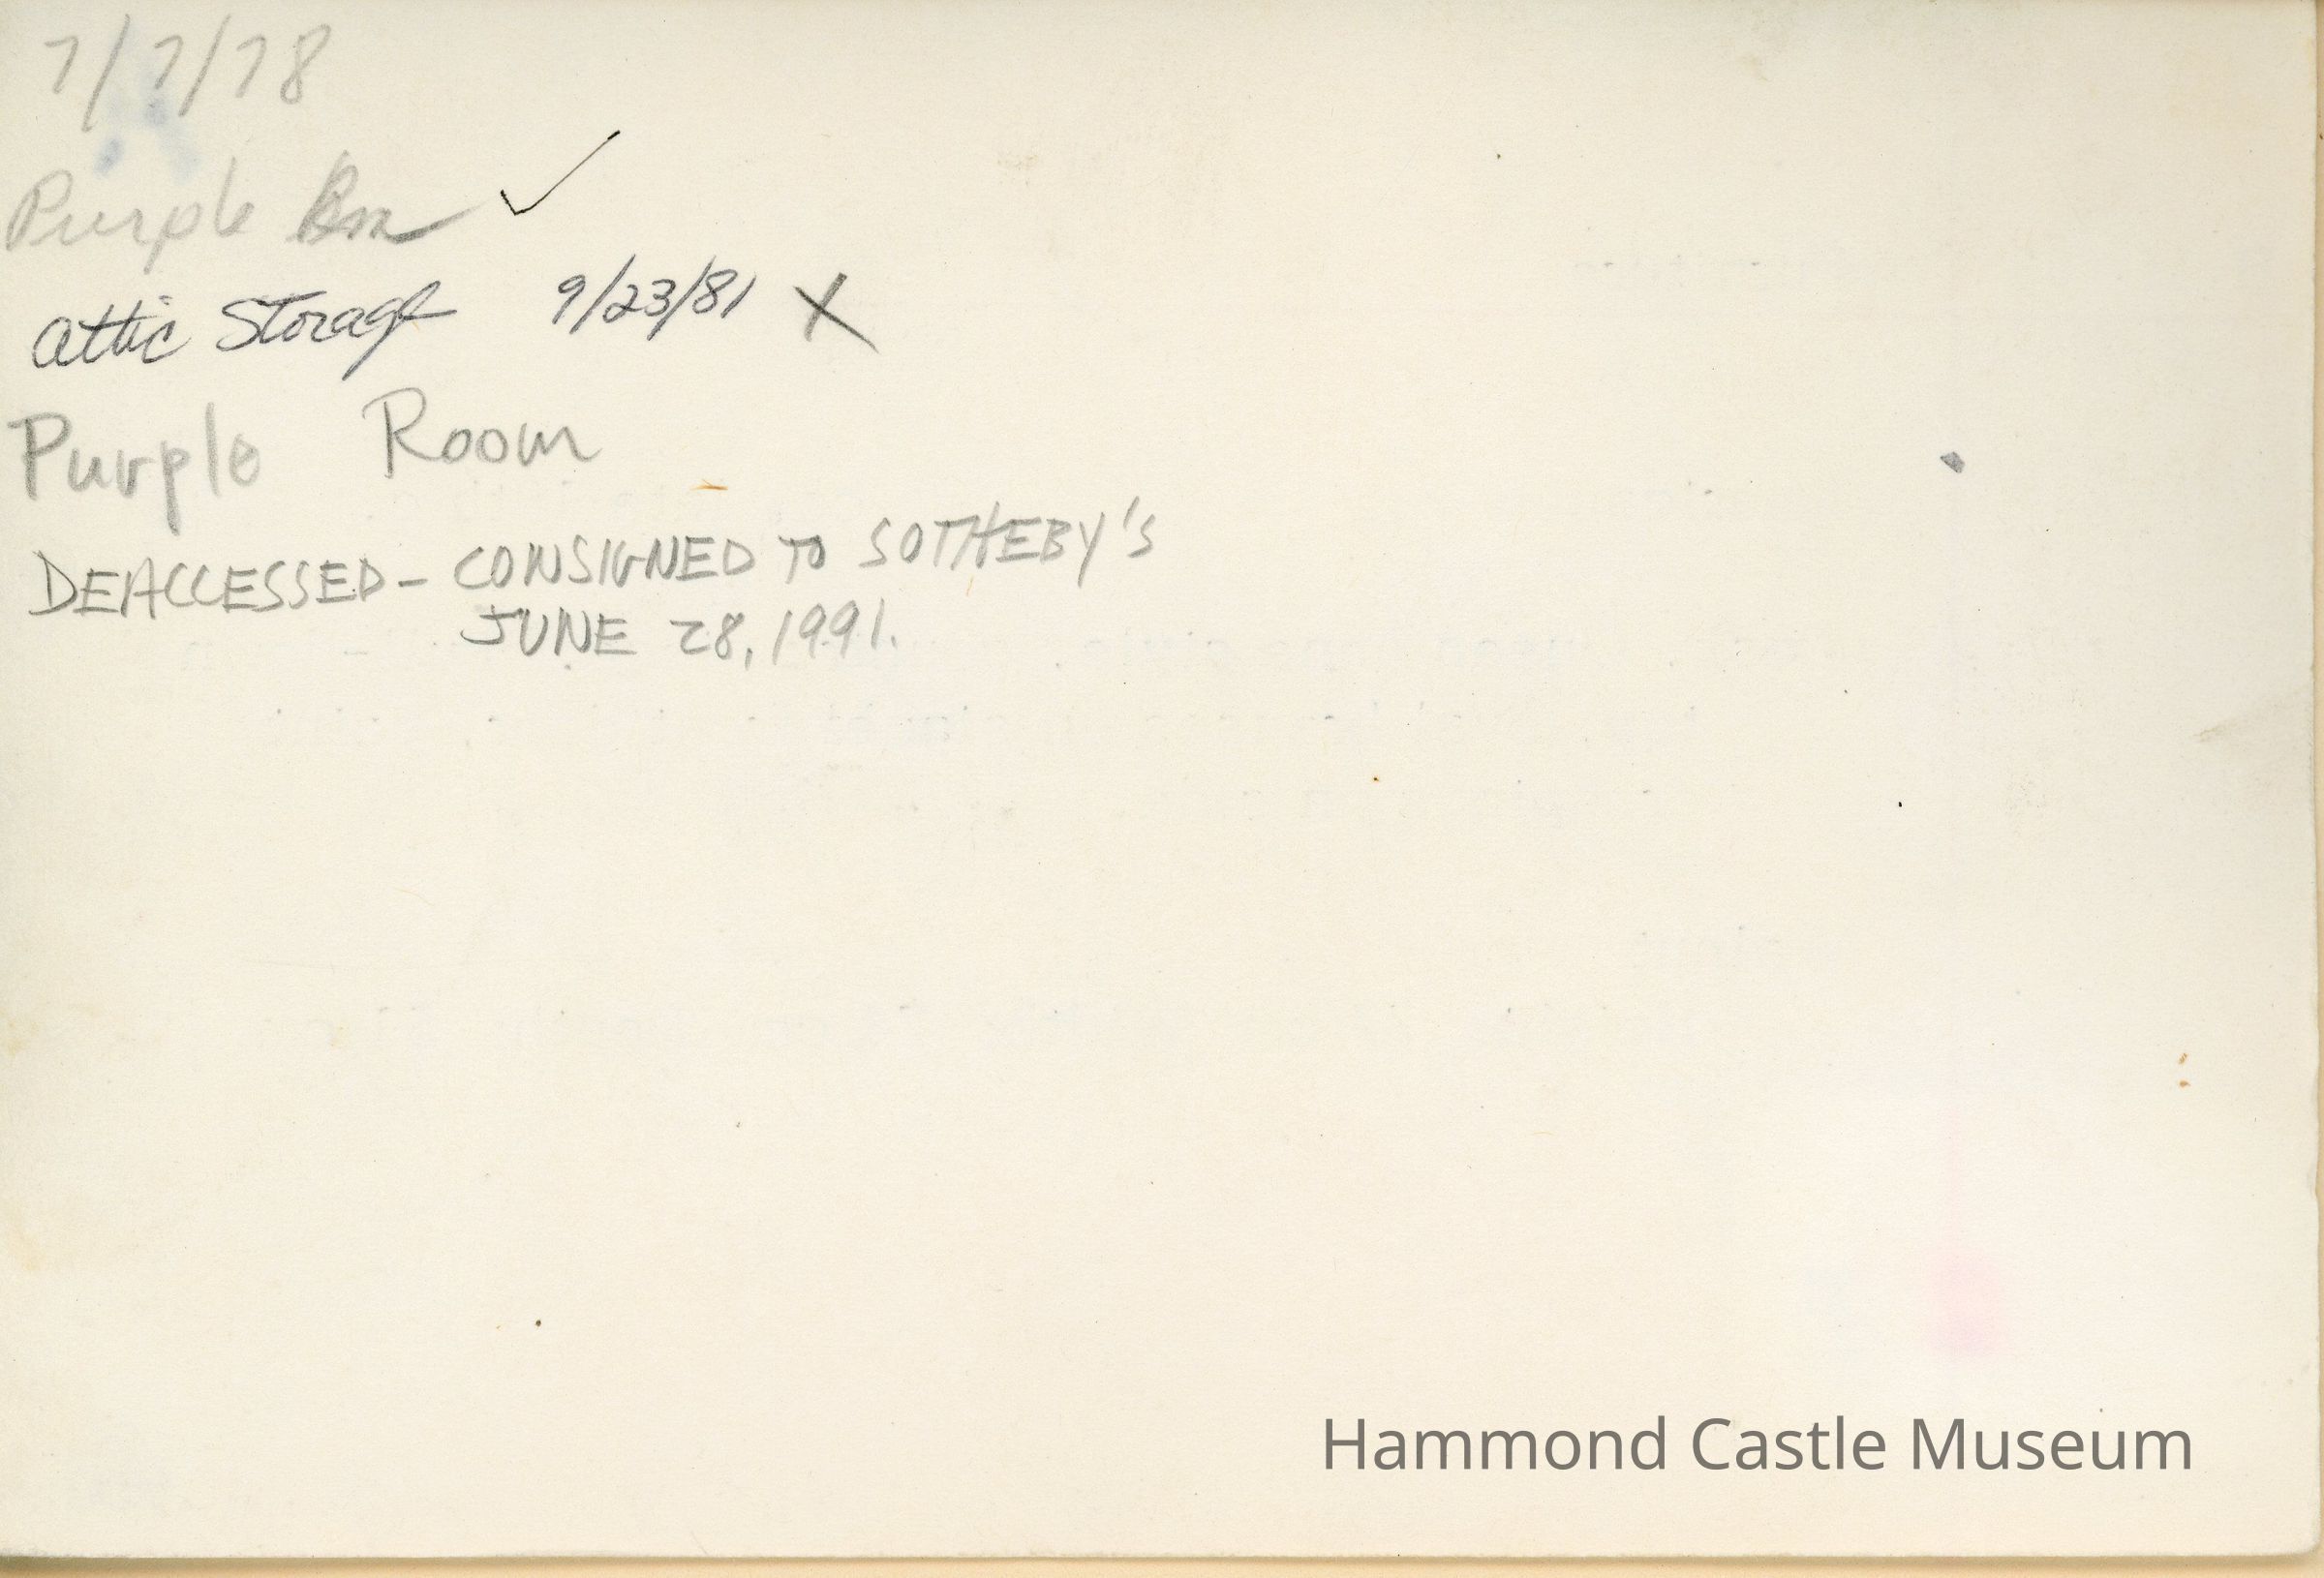 7/7/78
Purple Rm ✓
Attic Storage 9/23/81 X
Purple Room
DEACCESSED - CONSIGNED TO SOTHEBY'S
JUNE 28, 1991.
Hammond Castle Museum